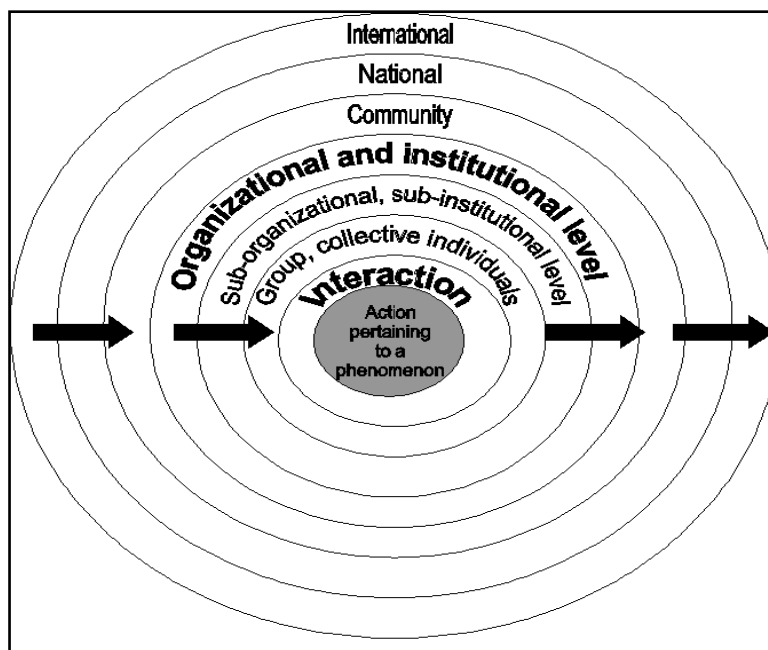 International
National
Community
Organizational and institutional level
Sub-organizational, sub-institutional level
Group, collective individuals
Interaction
Action
pertaining
to a
phenomenon